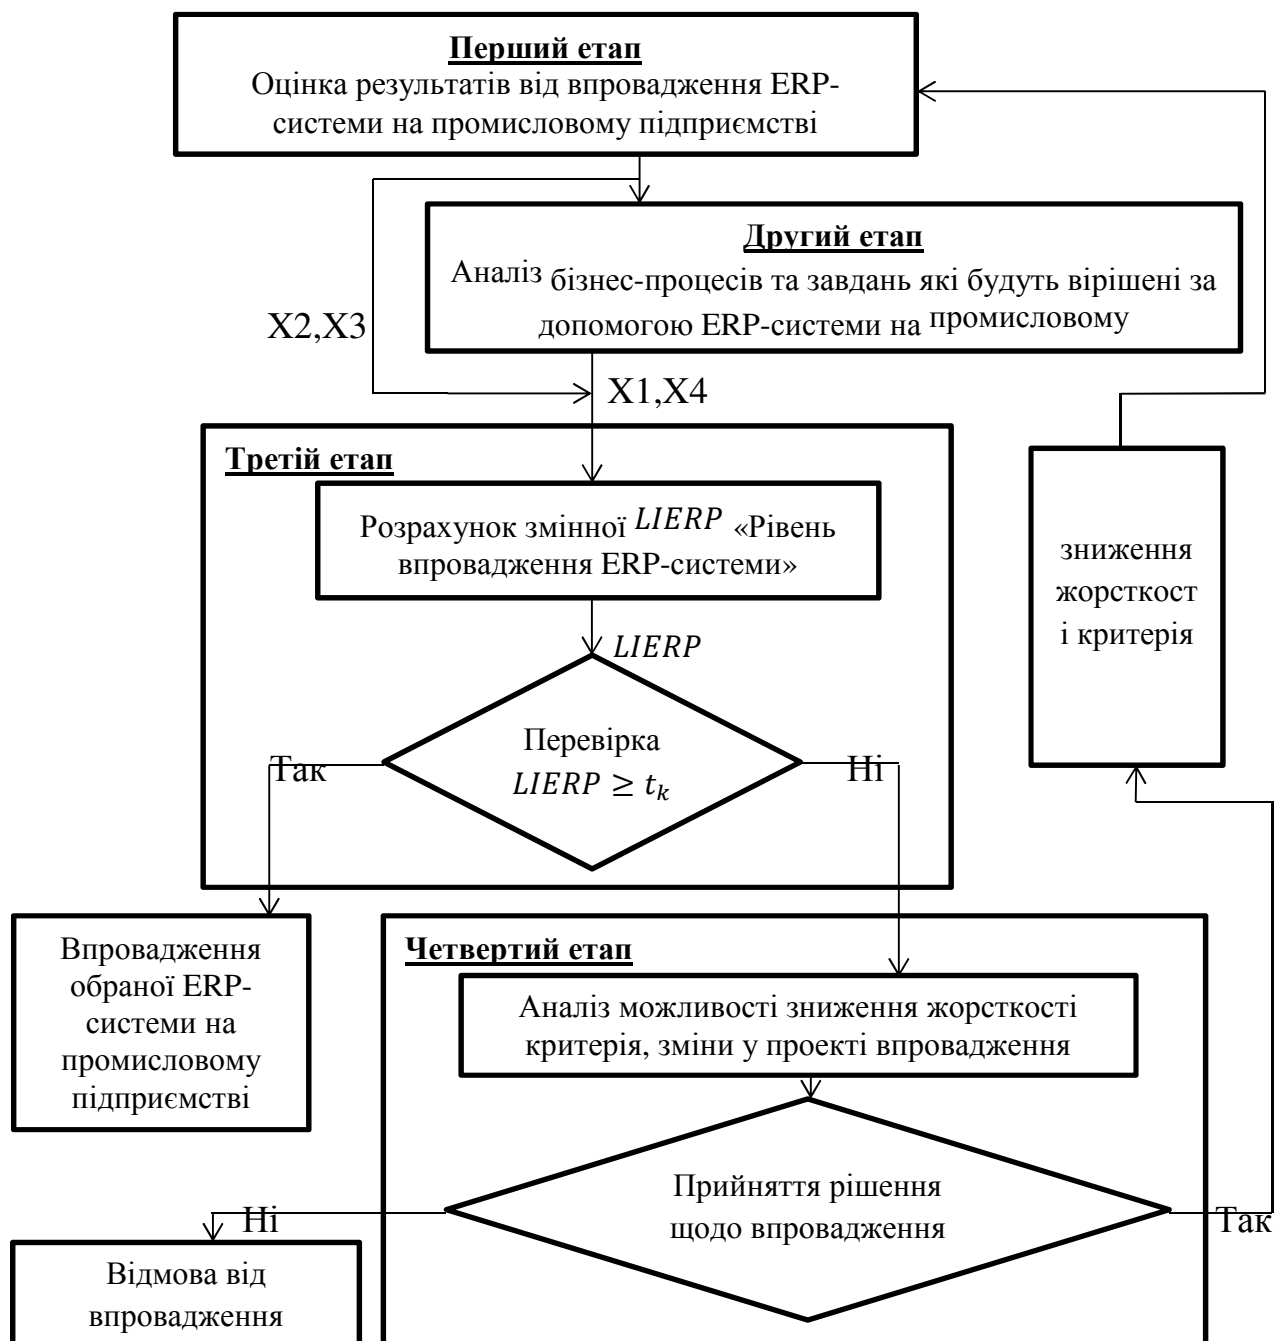 Перший етап
Оцінка результатів від впровадження ERP-
системи на промисловому підприємстві
Другий етап
Аналіз бізнес-процесів та завдань які будуть вірішені за
допомогою ERP-системи на промисловому
X2,X3
X1,X4
Третій етап
Розрахунок змінної LIERP «Рівень
впровадження ERP-системи»
LIERP
Перевірка
LIERP ≥ t_k
Так
Ні
зниження
жорсткост
і критерія
Впровадження
обраної ERP-
системи на
промисловому
підприємстві
Четвертий етап
Аналіз можливості зниження жорсткості
критерія, зміни у проекті впровадження
Прийняття рішення
щодо впровадження
Ні
Так
Відмова від
впровадження